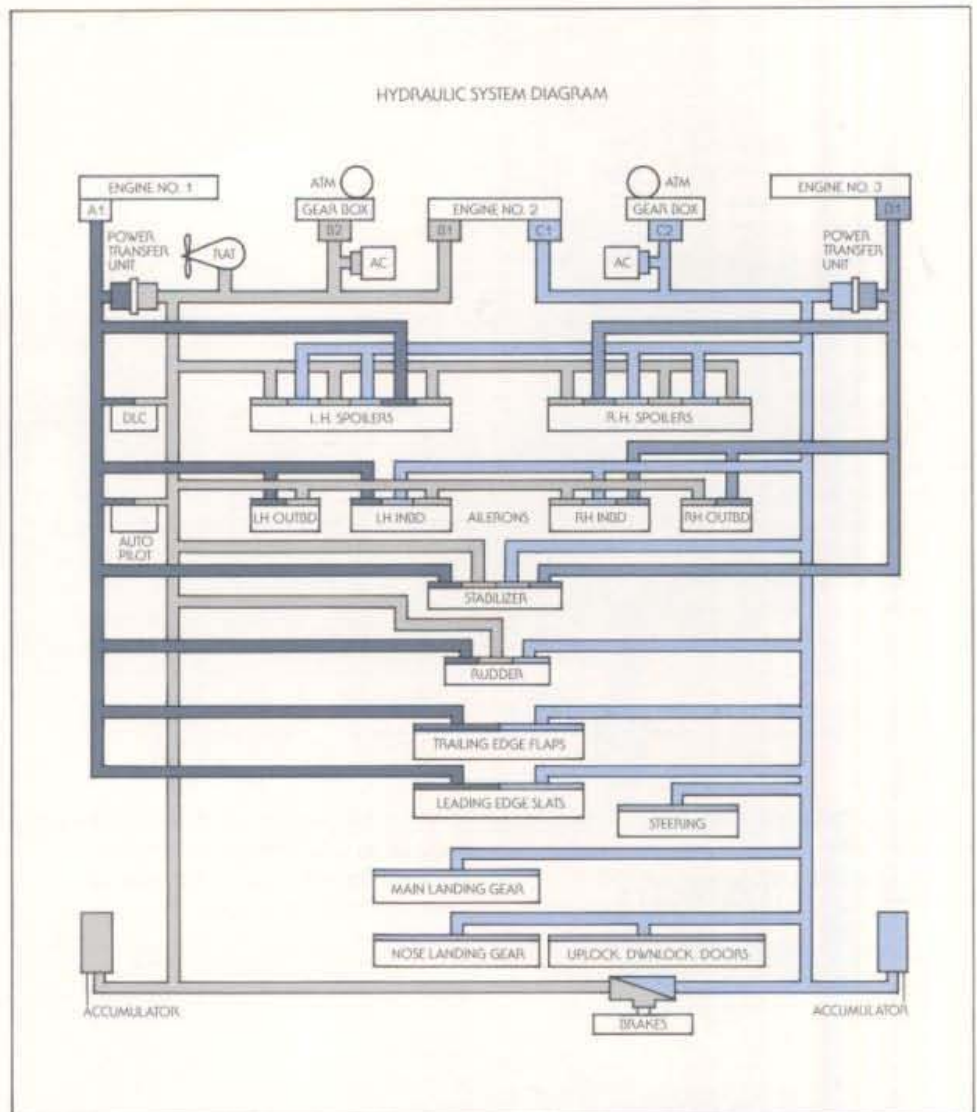 HYDRAULIC SYSTEM DIAGRAM
ENGINE NO. 1
ATM
ATM
ENGINE NO. 3
A1
GEAR BOX
ENGINE NO. 2
GEAR BOX
D1
B2
B1
C1
C2
POWER
TRANSFER
UNIT
RAT
AC
AC
POWER
TRANSFER
UNIT
DLC
L.H. SPOILERS
R.H. SPOILERS
LH OUTBD
LH INBD
AILERONS
RH INBD
RH OUTBD
AUTO
PILOT
STABILIZER
RUDDER
TRAILING EDGE FLAPS
LEADING EDGE SLATS
STEERING
MAIN LANDING GEAR
NOSE LANDING GEAR
UPLOCK, DWNLOCK, DOORS
ACCUMULATOR
ACCUMULATOR
BRAKES